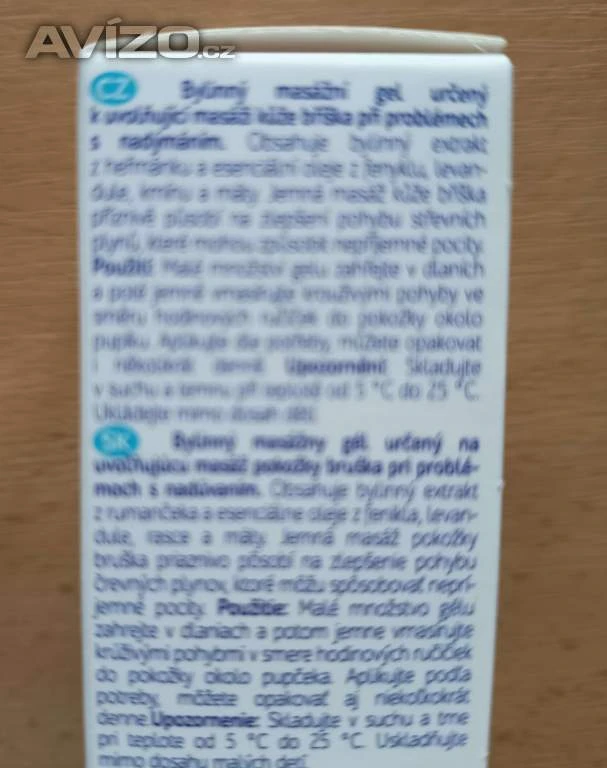 AVÍZO.cz
CZ Bylinný masážní gel určený
k uvolňující masáži kůže bříška při problémech
s nadýmáním. Obsahuje bylinný extrakt
z heřmánku a esenciální oleje z fenyklu, levan-
dule, kmínu a máty. Jemná masáž kůže bříška
příznivě působí na zlepšení pohybu střevních
plynů, které mohou způsobit nepříjemné pocity.
Použití: Malé množství gelu zahřejte v dlaních
a poté jemně vmasírujte krouživými pohyby ve
směru hodinových ručiček do pokožky okolo
pupíku. Aplikujte dle potřeby, můžete opakovat
i několikrát denně. Upozornění: Skladujte
v suchu a temnu při teplotě od 5 °C do 25 °C.
Ukládejte mimo dosah dětí.
SK Bylinný masážny gél určený na
uvoľňujúcu masáž pokožky bruška pri problé-
moch s nadúvaním. Obsahuje bylinný extrakt
z rumančeka a esenciálne oleje z fenikla, levan-
dule, rasce a mäty. Jemná masáž pokožky
bruška priaznivo pôsobí na zlepšenie pohybu
črevných plynov, ktoré môžu spôsobovať neprí-
jemné pocity. Použitie: Malé množstvo gélu
zahrejte v dlaniach a potom jemne vmasírujte
krúživými pohybmi v smere hodinových ručičiek
do pokožky okolo pupčeka. Aplikujte podľa
potreby, môžete opakovať aj niekoľkokrát
denne. Upozornenie: Skladujte v suchu a tme
pri teplote od 5 °C do 25 °C. Uskladňujte
mimo dosahu malých detí.